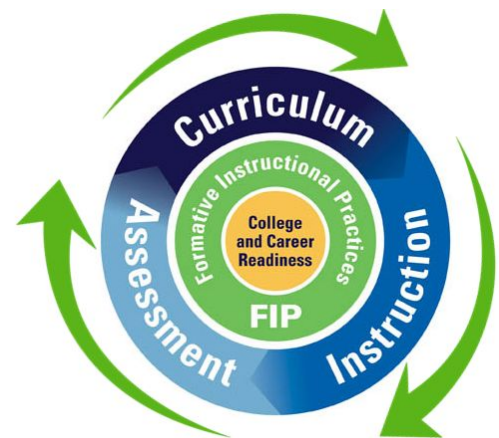 Curriculum
Instruction
Assessment
Formative Instructional Practices
FIP
College
and Career
Readiness